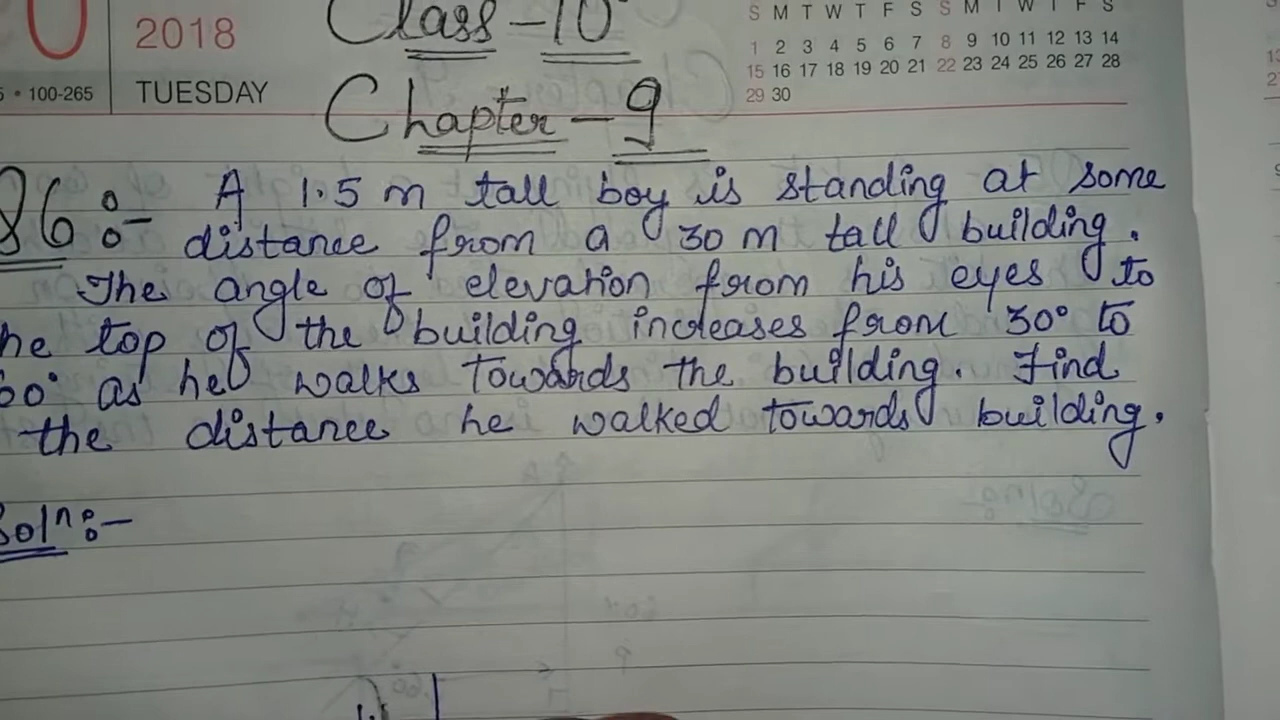 2018
TUESDAY
100-265
Class - 10
Chapter - 9
S M T W T F S S M T W T F S
1 2 3 4 5 6 7 8 9 10 11 12 13 14
15 16 17 18 19 20 21 22 23 24 25 26 27 28
29 30
Q6:- A 1.5 m tall boy is standing at some
distance from a 30 m tall building.
The angle of elevation from his eyes to
he top of the building increases from 30° to
60° as he walks towards the building. Find
the distance he walked towards building.
Soln:-